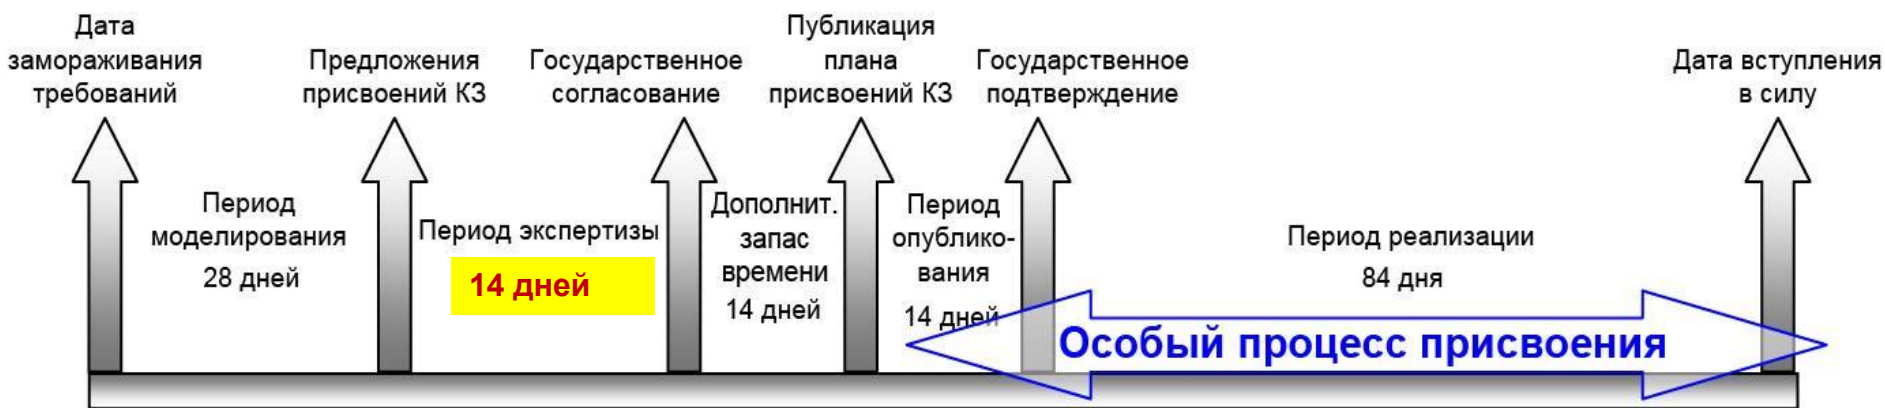 Дата
замораживания
требований
Предложения
присвоений КЗ
Государственное
согласование
Публикация
плана
присвоений КЗ
Государственное
подтверждение
Дата вступления
в силу
Период
моделирования
28 дней
Период экспертизы
14 дней
Дополнит.
запас
времени
14 дней
Период
опублико-
вания
14 дней
Период реализации
84 дня
Особый процесс присвоения